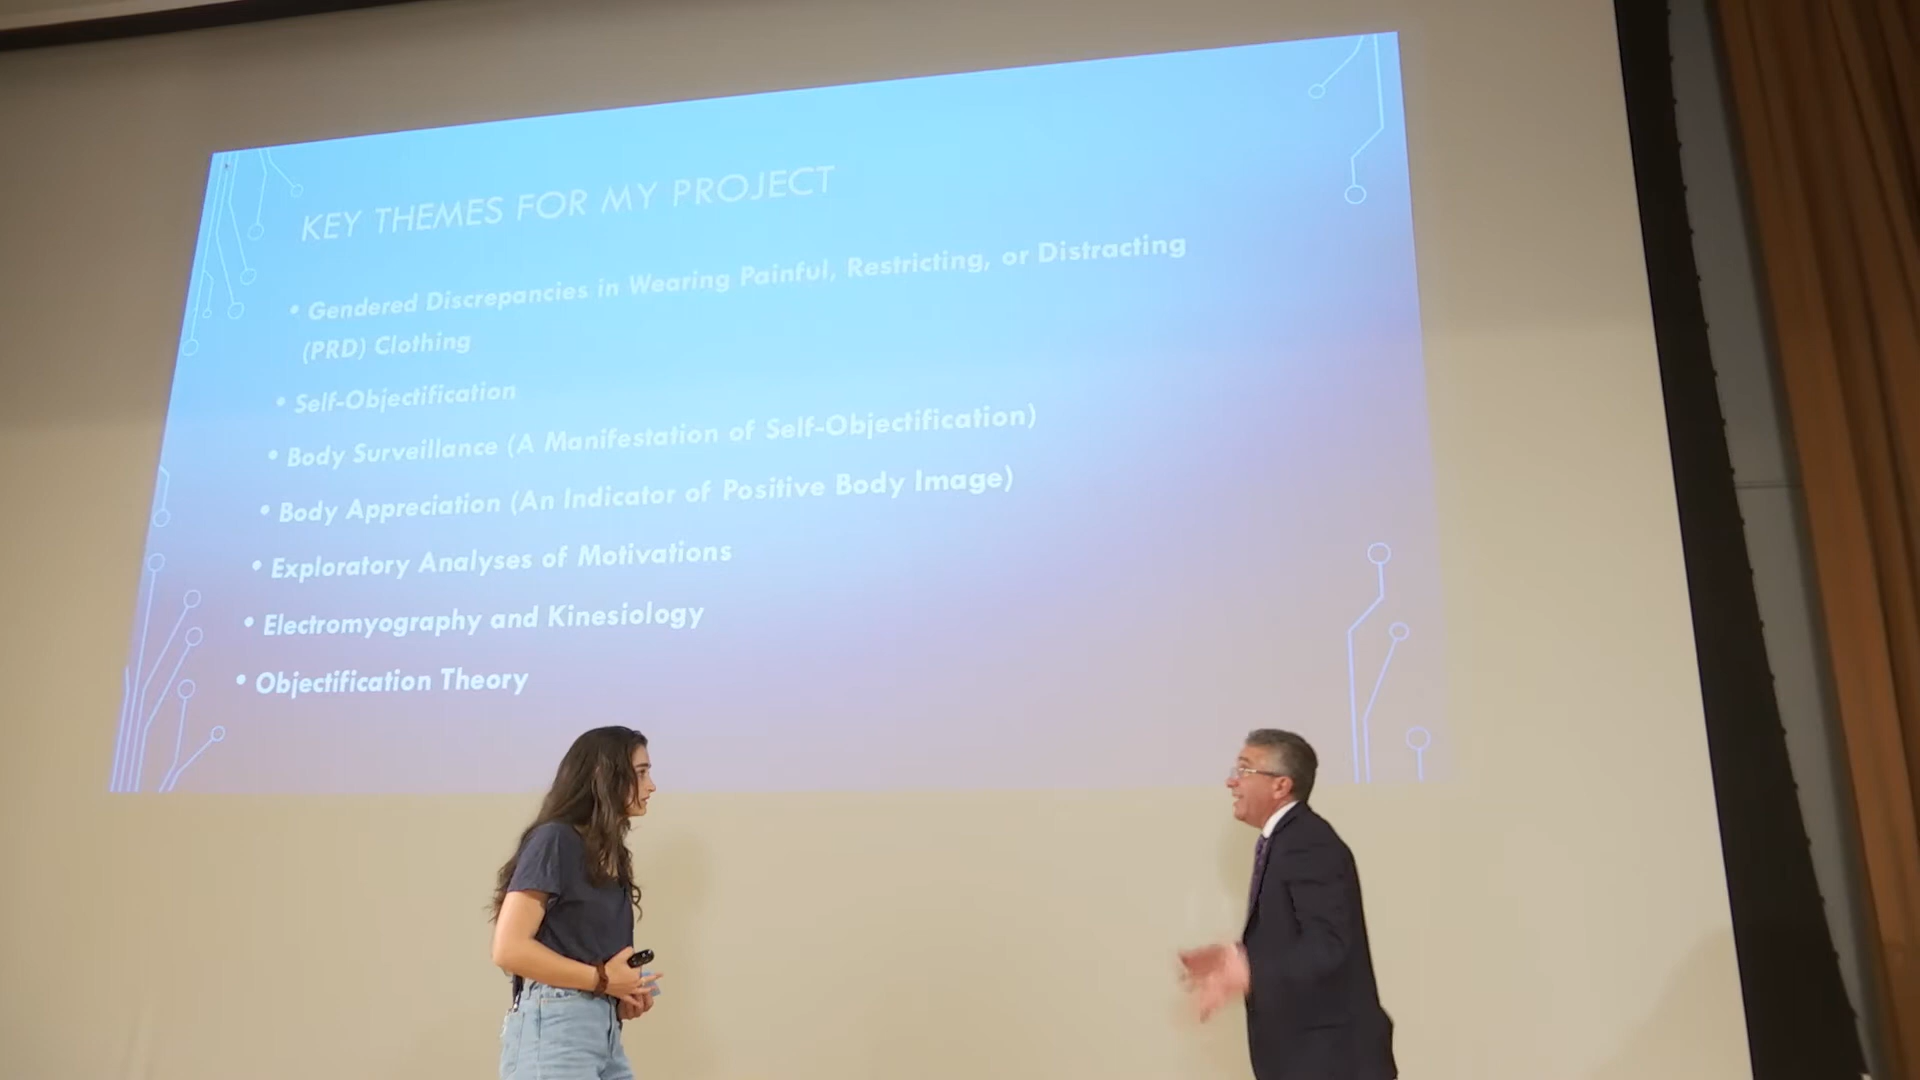 KEY THEMES FOR MY PROJECT
• Gendered Discrepancies in Wearing Painful, Restricting, or Distracting
(PRD) Clothing
• Self-Objectification
• Body Surveillance (A Manifestation of Self-Objectification)
• Body Appreciation (An Indicator of Positive Body Image)
• Exploratory Analyses of Motivations
• Electromyography and Kinesiology
• Objectification Theory